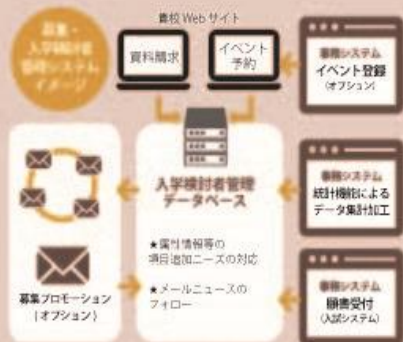 募集・
入学検討者
管理システム
イメージ
貴校 Web サイト
資料請求
イベント
予約
事務システム
イベント登録
(オプション)
入学検討者管理
データベース
★属性情報等の
項目追加ニーズの対応
★メールニュースの
フォロー
募集プロモーション
(オプション)
事務システム
統計機能による
データ集計加工
事務システム
願書受付
(入試システム)